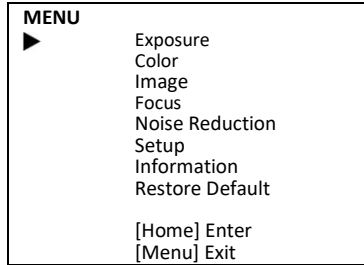 MENU
Exposure
Color
Image
Focus
Noise Reduction
Setup
Information
Restore Default
[Home] Enter
[Menu] Exit